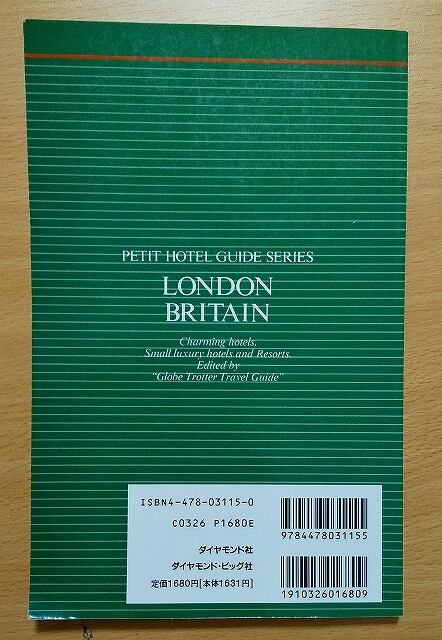 PETIT HOTEL GUIDE SERIES
LONDON
BRITAIN
Charming hotels.
Small luxury hotels and Resorts.
Edited by
"Globe Trotter Travel Guide"
ISBN4-478-03115-0
C0326 P1680E
9784478031155
ダイヤモンド社
ダイヤモンド・ビッグ社
定価1680円[本体1631円]
1910326016809